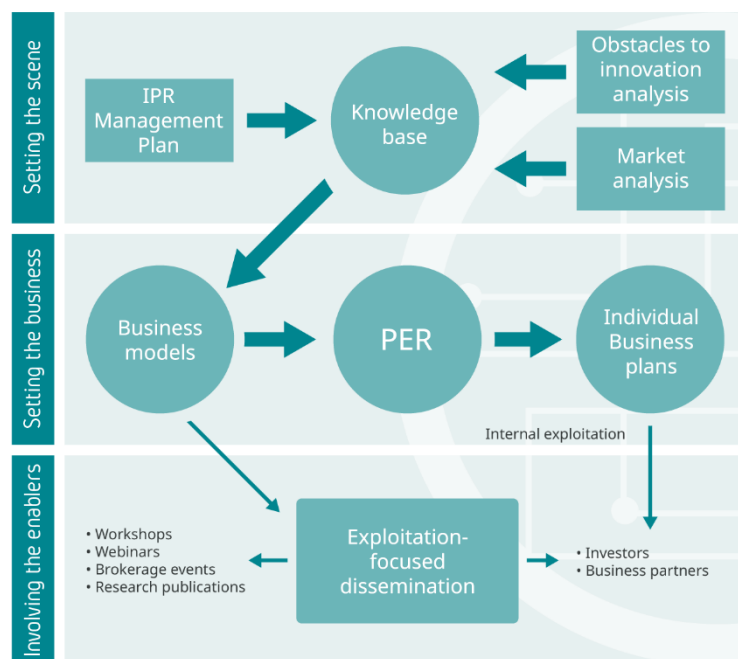 Setting the scene
IPR
Management
Plan
Knowledge
base
Obstacles to
innovation
analysis
Market
analysis
Setting the business
Business
models
PER
Individual
Business
plans
Internal exploitation
Involving the enablers
• Workshops
• Webinars
• Brokerage events
• Research publications
Exploitation-
focused
dissemination
• Investors
• Business partners